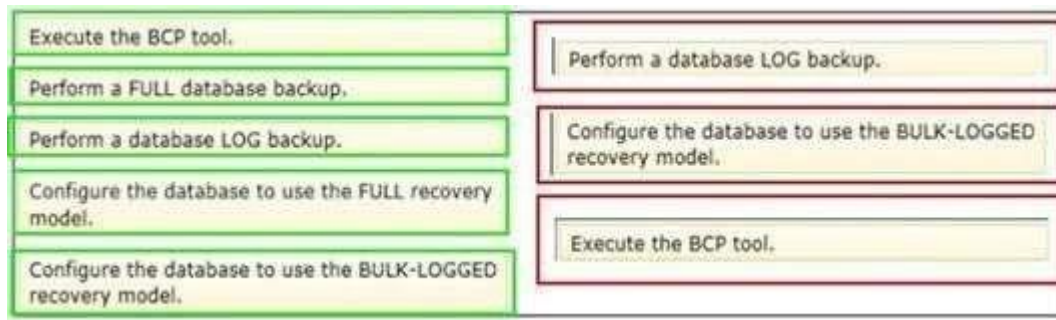 Execute the BCP tool.
Perform a FULL database backup.
Perform a database LOG backup.
Configure the database to use the FULL recovery
model.
Configure the database to use the BULK-LOGGED
recovery model.
Perform a database LOG backup.
Configure the database to use the BULK-LOGGED
recovery model.
Execute the BCP tool.